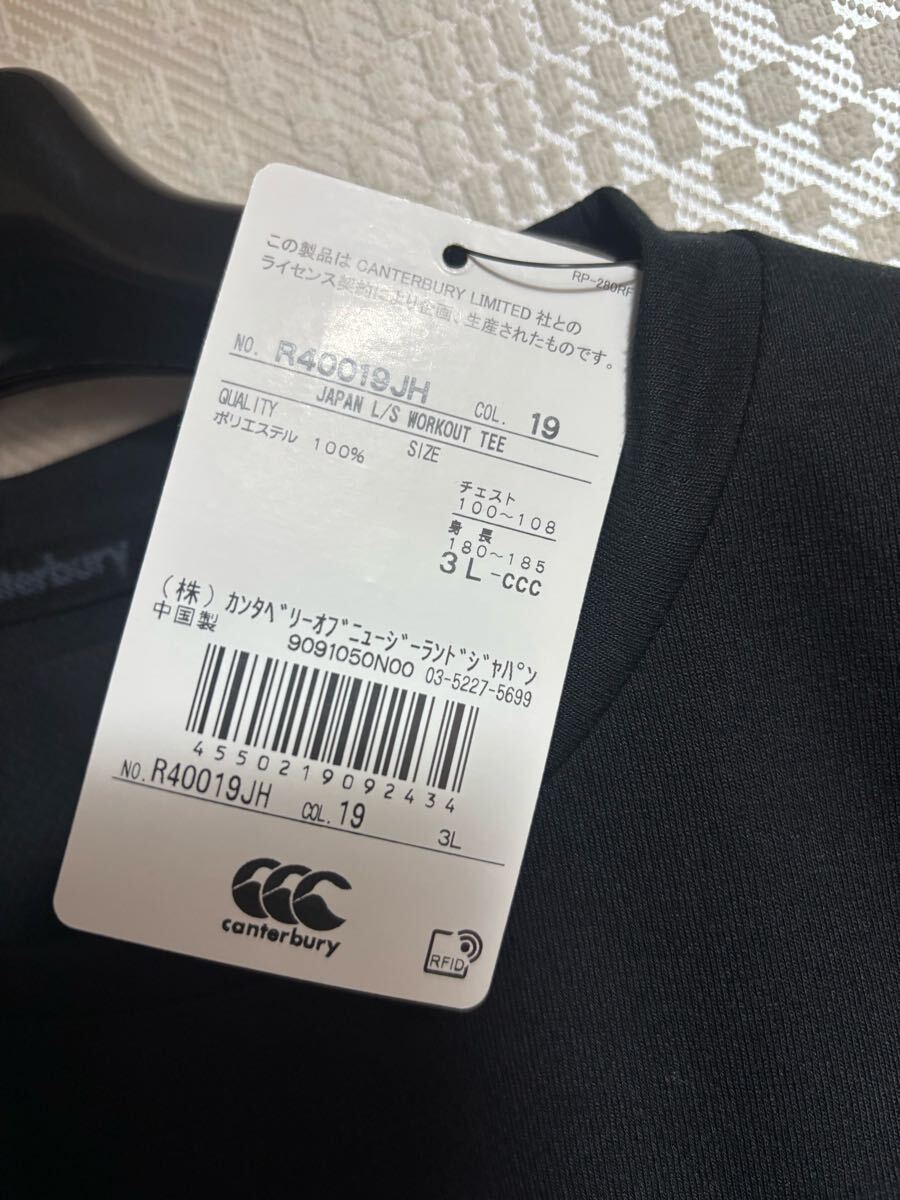 この製品は CANTERBURY LIMITED 社との
ライセンス契約により企画、生産されたものです。
RP-280RF
NO. R40019JH COL. 19
JAPAN L/S WORKOUT TEE
QUALITY SIZE
ポリエステル 100%
チェスト
100~108
身 長
180~185
3L-CCC
(株) カンタベリーオブニュージーランドジャパン
中国製 9091050N00 03-5227-5699
4550219092434
NO. R40019JH COL. 19 3L
canterbury
RFID
nterbury